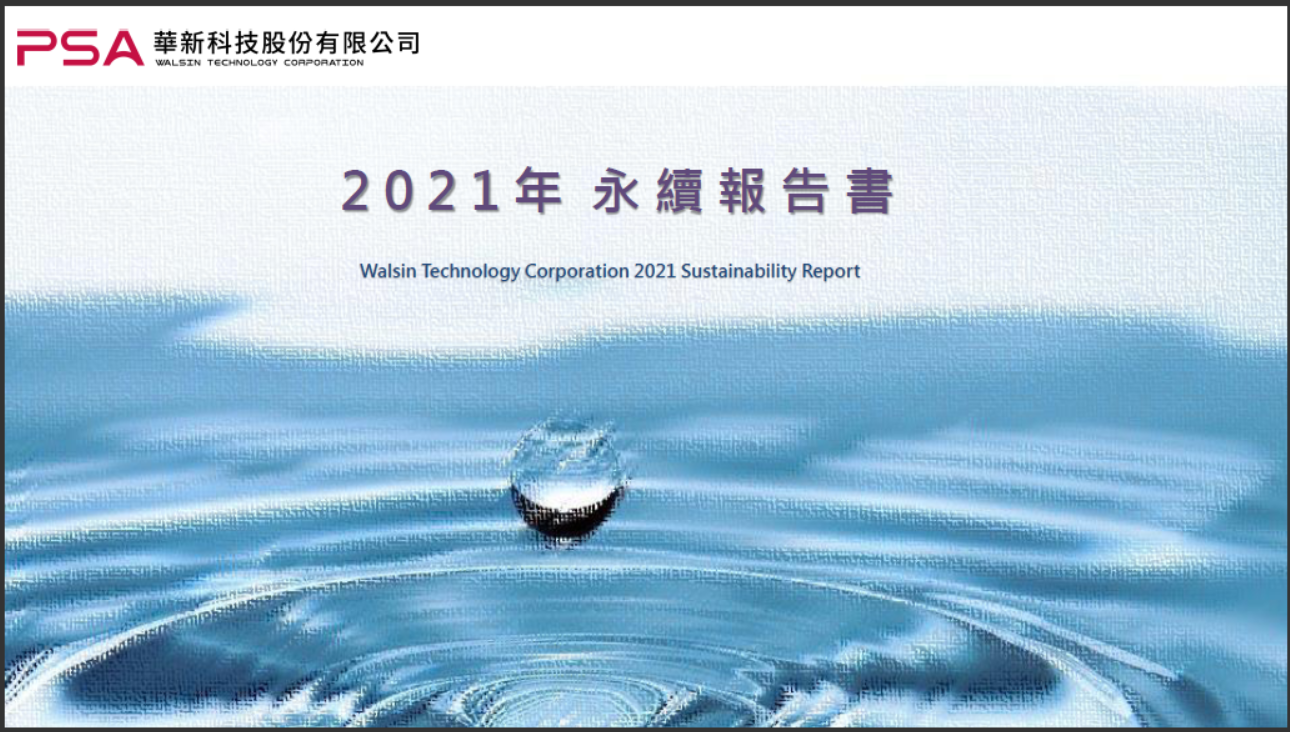 PSA 華新科技股份有限公司
WALSIN TECHNOLOGY CORPORATION
2021年 永續報告書
Walsin Technology Corporation 2021 Sustainability Report